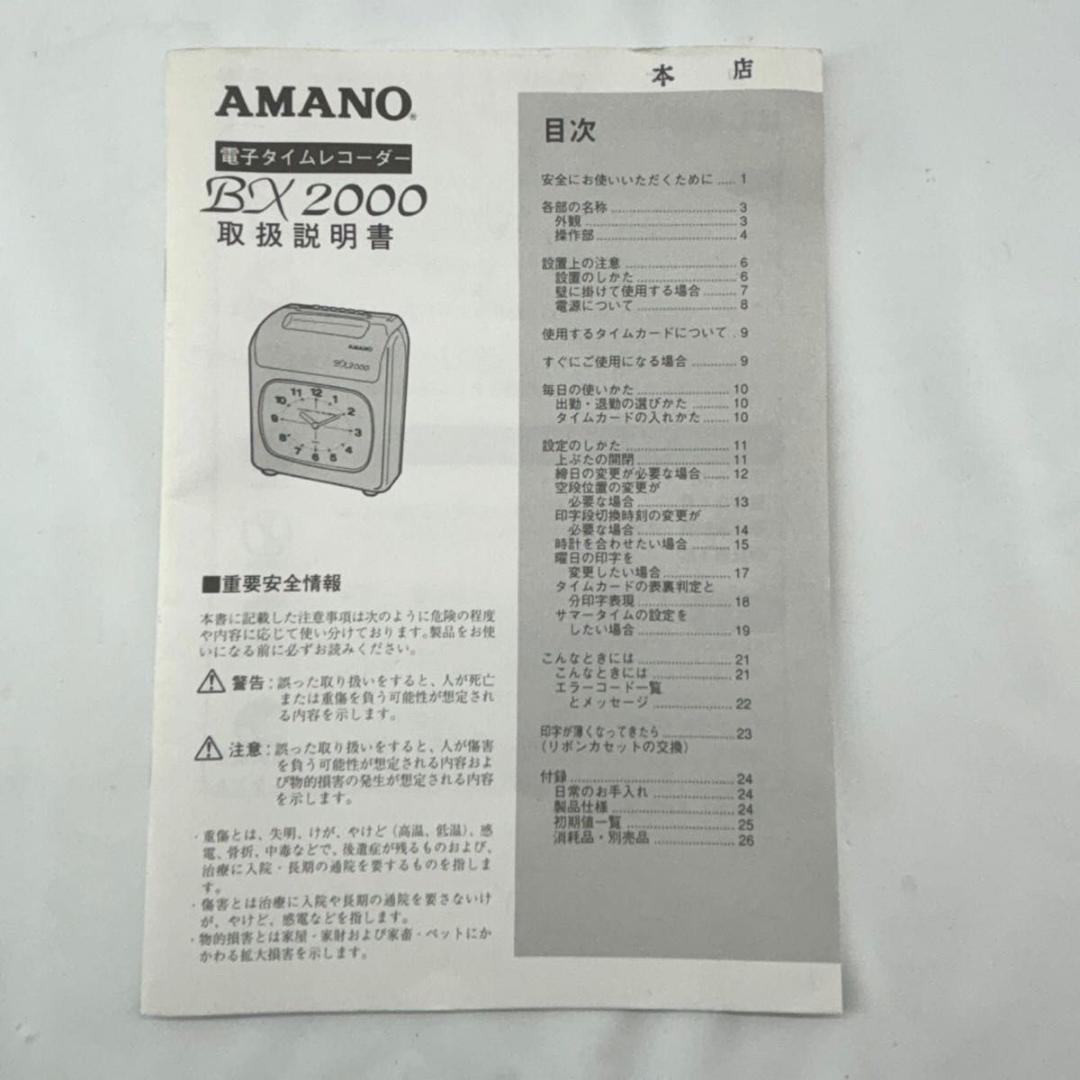 本 店
AMANO®
電子タイムレコーダー
BX2000
取扱説明書
AMANO
BX2000
11 12 1
10 2
9 3
8 4
7 6 5
■重要安全情報
本書に記載した注意事項は次のように危険の程度
や内容に応じて使い分けております。製品をお使
いになる前に必ずお読みください。
警告:誤った取り扱いをすると、人が死亡
または重傷を負う可能性が想定され
る内容を示します。
注意:誤った取り扱いをすると、人が傷害
を負う可能性が想定される内容およ
び物的損害の発生が想定される内容
を示します。
・重傷とは、失明、けが、やけど(高温、低温)、感
電、骨折、中毒などで、後遺症が残るものおよび、
治療に入院・長期の通院を要するものを指しま
す。
・傷害とは治療に入院や長期の通院を要さないけ
が、やけど、感電などを指します。
・物的損害とは家屋・家財および家畜・ペットにか
かわる拡大損害を示します。
目次
安全にお使いいただくために ..... 1
各部の名称 ..... 3
外観 ..... 3
操作部 ..... 4
設置上の注意 ..... 6
設置のしかた ..... 6
壁に掛けて使用する場合 ..... 7
電源について ..... 8
使用するタイムカードについて . 9
すぐにご使用になる場合 ..... 9
毎日の使いかた ..... 10
出勤・退勤の選びかた ..... 10
タイムカードの入れかた ..... 10
設定のしかた ..... 11
上ぶたの開閉 ..... 11
締日の変更が必要な場合 ..... 12
空段位置の変更が
必要な場合 ..... 13
印字段切換時刻の変更が
必要な場合 ..... 14
時計を合わせたい場合 ..... 15
曜日の印字を
変更したい場合 ..... 17
タイムカードの表裏判定と
分印字表現 ..... 18
サマータイムの設定を
したい場合 ..... 19
こんなときには ..... 21
こんなときには ..... 21
エラーコード一覧
とメッセージ ..... 22
印字が薄くなってきたら ..... 23
(リボンカセットの交換)
付録 ..... 24
日常のお手入れ ..... 24
製品仕様 ..... 24
初期値一覧 ..... 25
消耗品・別売品 ..... 26